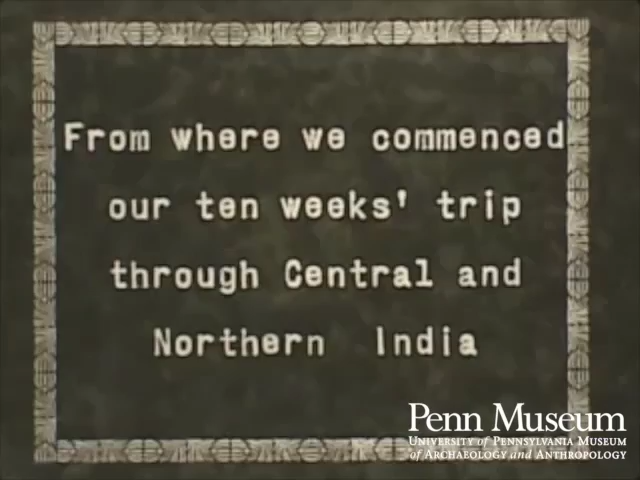 From where we commenced
our ten weeks' trip
through Central and
Northern India
Penn Museum
University of Pennsylvania Museum
of Archaeology and Anthropology